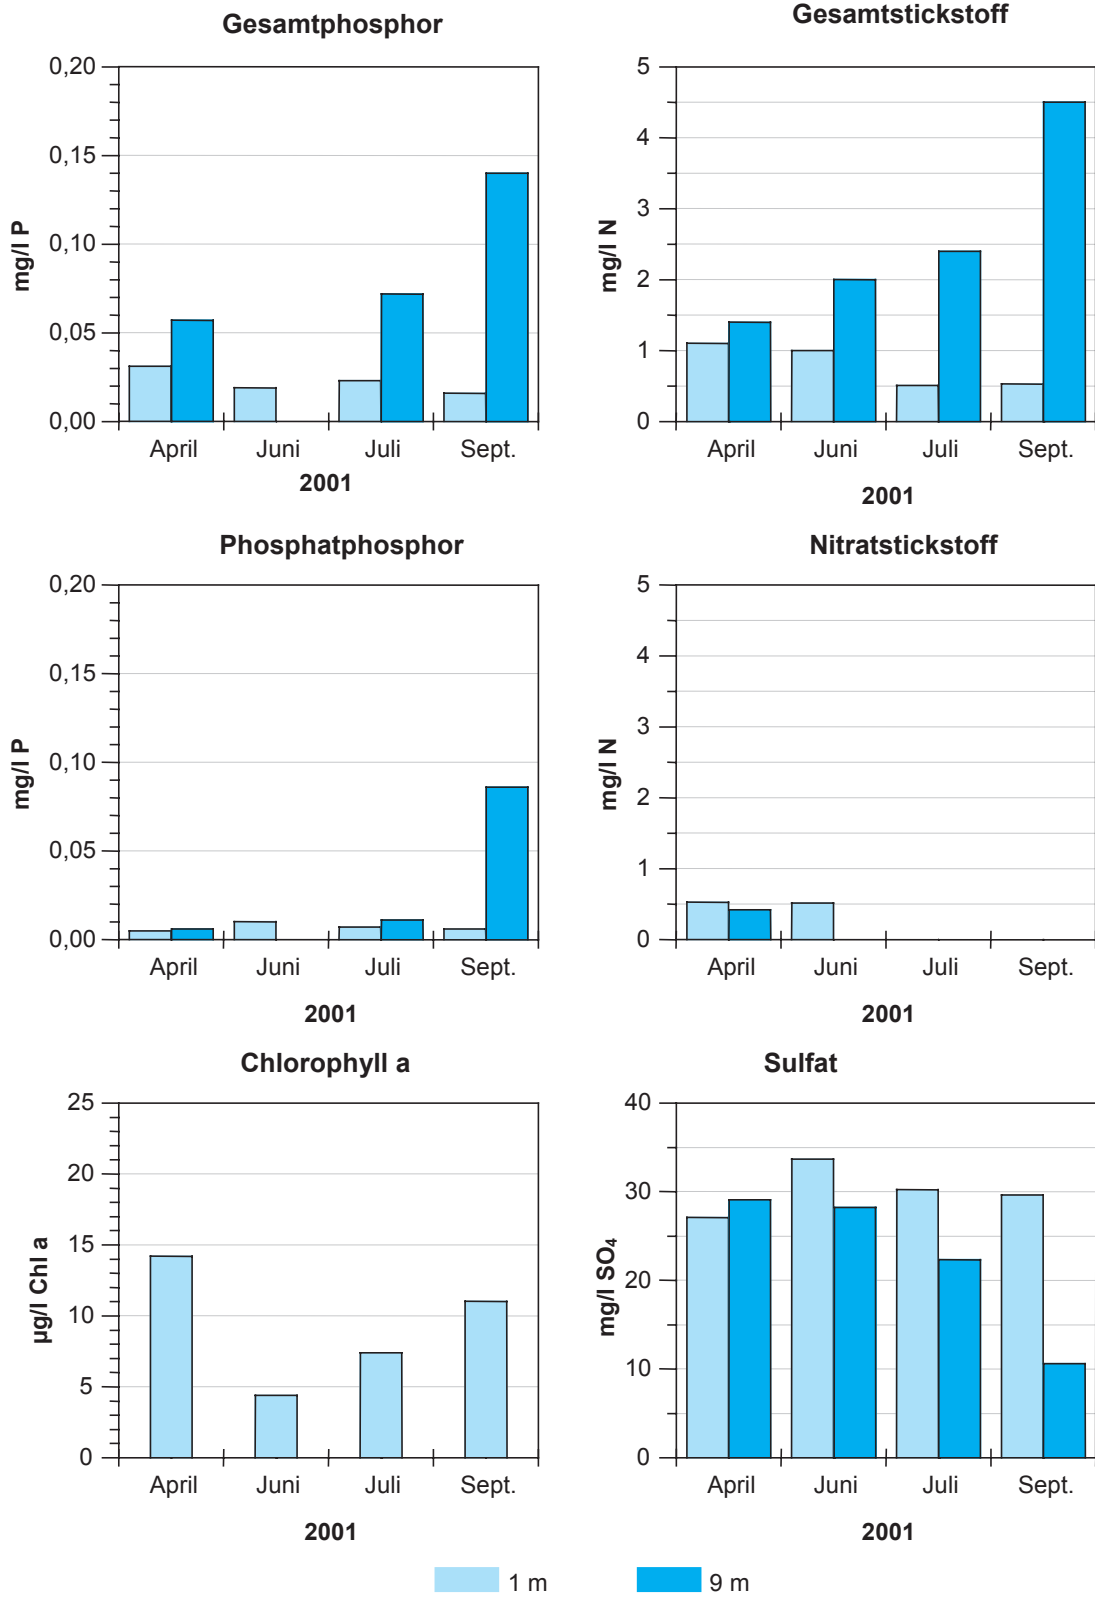 Gesamtphosphor
0,20
0,15
0,10
0,05
0,00
mg/l P
April Juni Juli Sept.
2001
Gesamtstickstoff
5
4
3
2
1
0
mg/l N
April Juni Juli Sept.
2001
Phosphatphosphor
0,20
0,15
0,10
0,05
0,00
mg/l P
April Juni Juli Sept.
2001
Nitratstickstoff
5
4
3
2
1
0
mg/l N
April Juni Juli Sept.
2001
Chlorophyll a
25
20
15
10
5
0
µg/l Chl a
April Juni Juli Sept.
2001
Sulfat
40
30
20
10
0
mg/l SO₄
April Juni Juli Sept.
2001
1 m 9 m